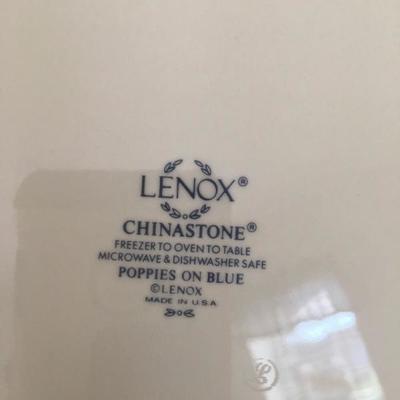 LENOX®
CHINASTONE®
FREEZER TO OVEN TO TABLE
MICROWAVE & DISHWASHER SAFE
POPPIES ON BLUE
©LENOX
MADE IN U.S.A.